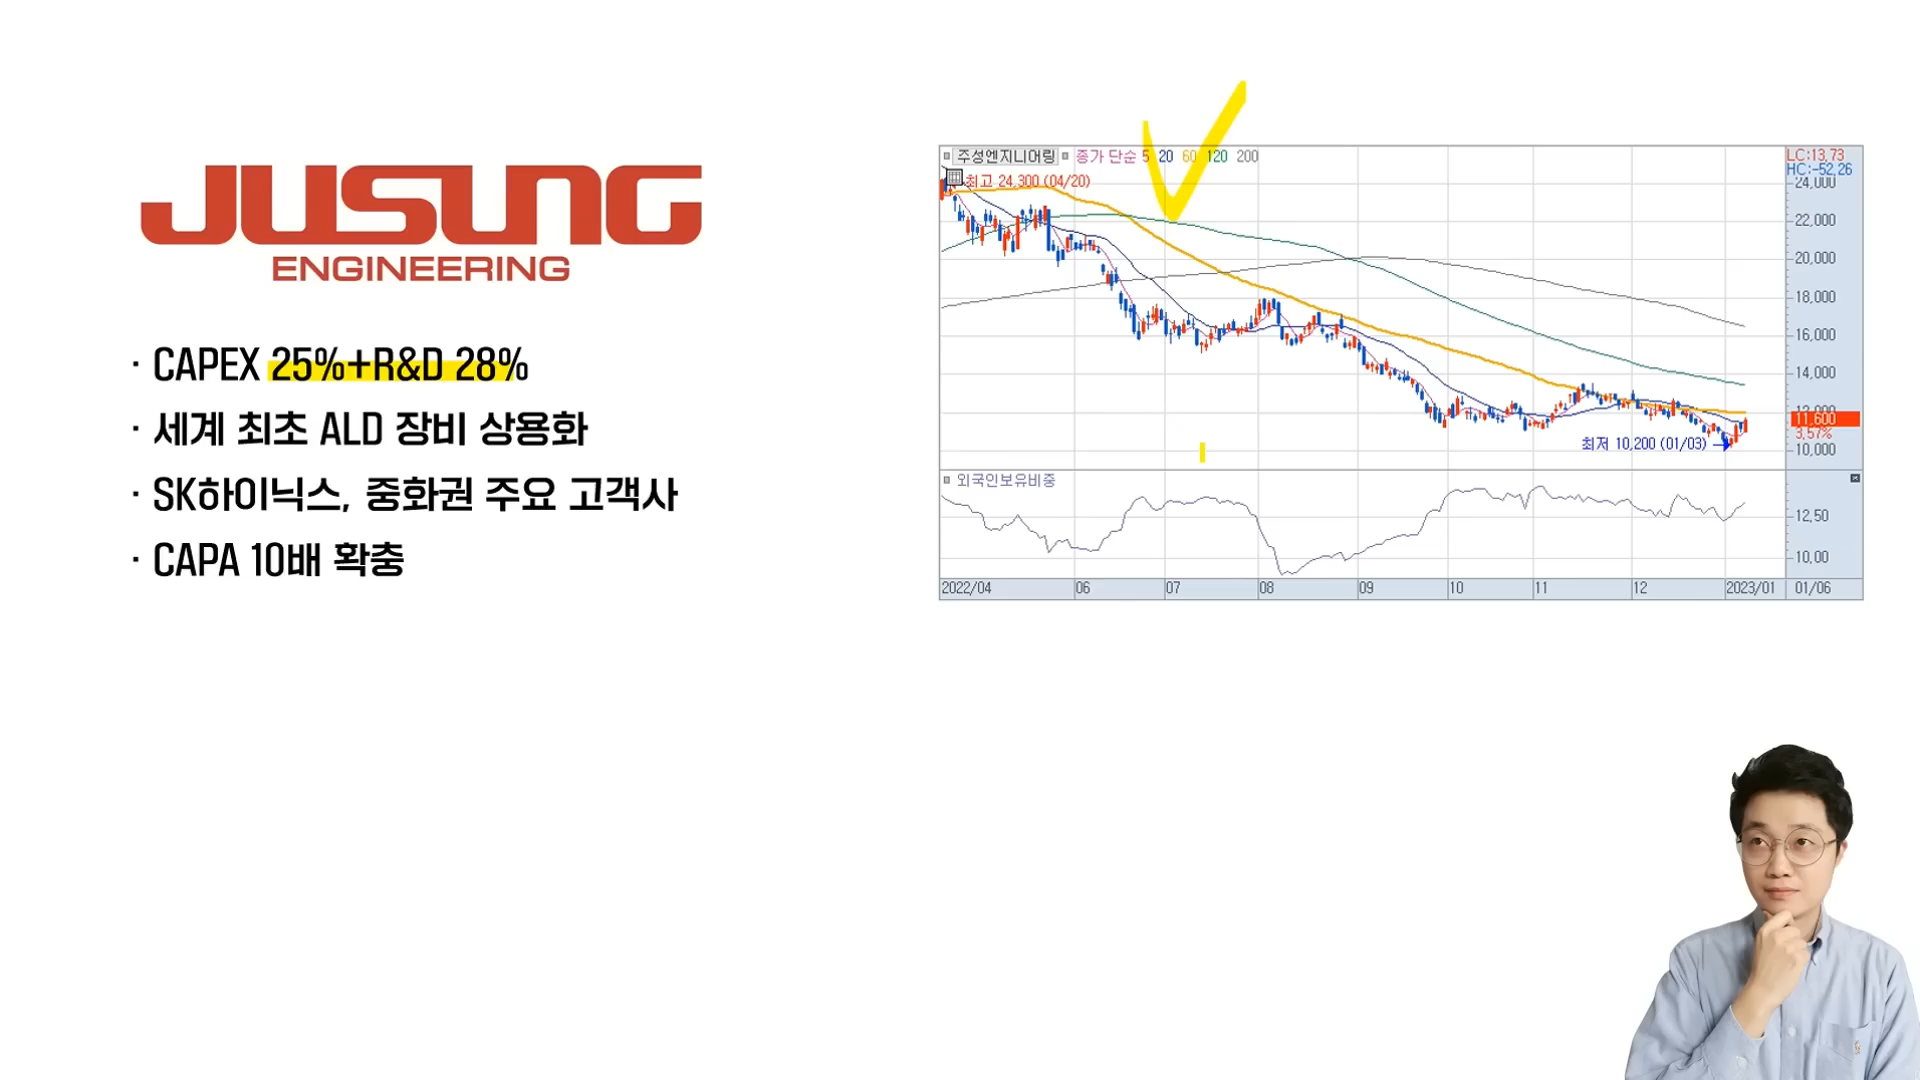 JUSUNG
ENGINEERING
· CAPEX 25%+R&D 28%
· 세계 최초 ALD 장비 상용화
· SK하이닉스, 중화권 주요 고객사
· CAPA 10배 확충
주성엔지니어링 종가 단순 5 20 60 120 200
최고 24,300 (04/20)
LC:13,73
HC:-52,26
24,000
22,000
20,000
18,000
16,000
14,000
12,000
11,600
3,57%
10,000
최저 10,200 (01/03)
외국인보유비중
12,50
10,00
2022/04 06 07 08 09 10 11 12 2023/01 01/06